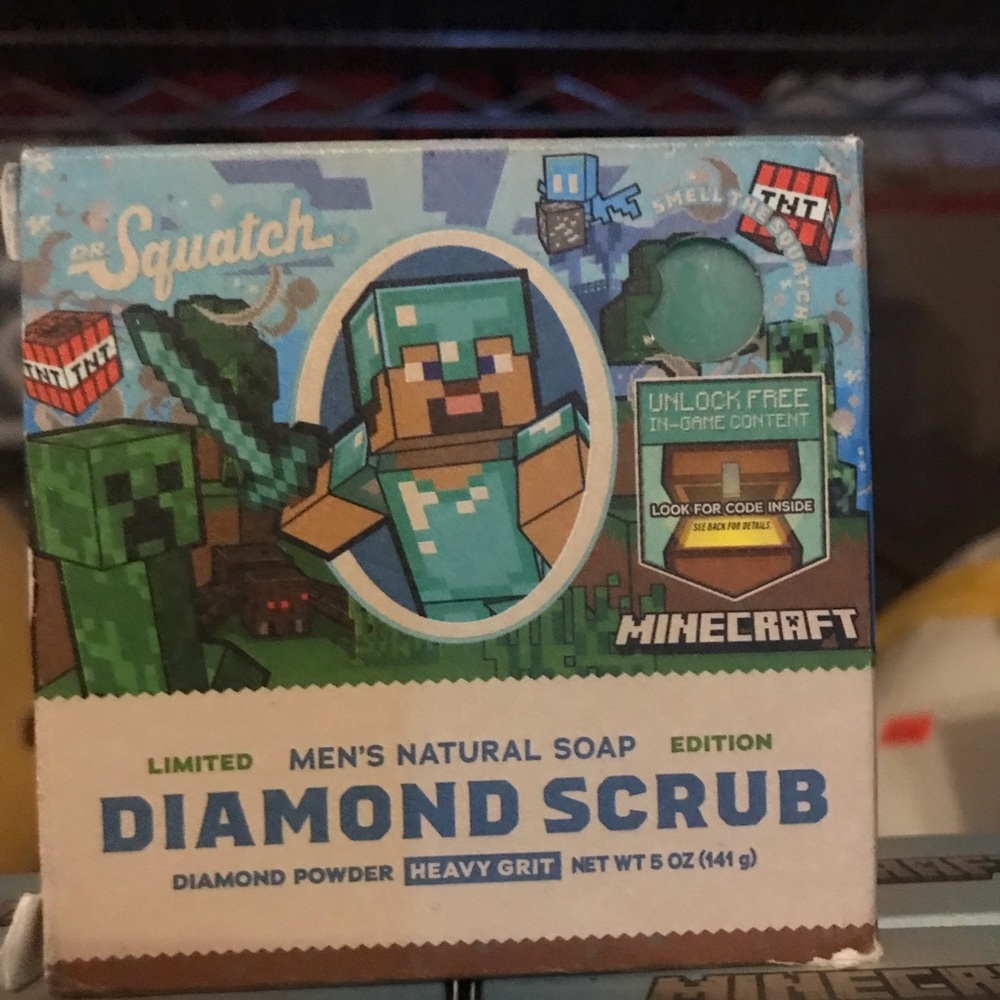 DR. Squatch
SMELL THE SQUATCH
TNT
TNT TNT
UNLOCK FREE
IN-GAME CONTENT
LOOK FOR CODE INSIDE
SEE BACK FOR DETAILS.
MINECRAFT
LIMITED MEN'S NATURAL SOAP EDITION
DIAMOND SCRUB
DIAMOND POWDER HEAVY GRIT NET WT 5 OZ (141 g)
MINECR